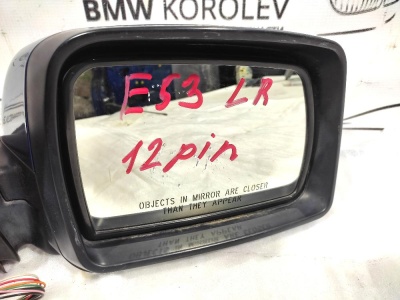 BMW KOROLEV
E53 LR
12pin
OBJECTS IN MIRROR ARE CLOSER
THAN THEY APPEAR